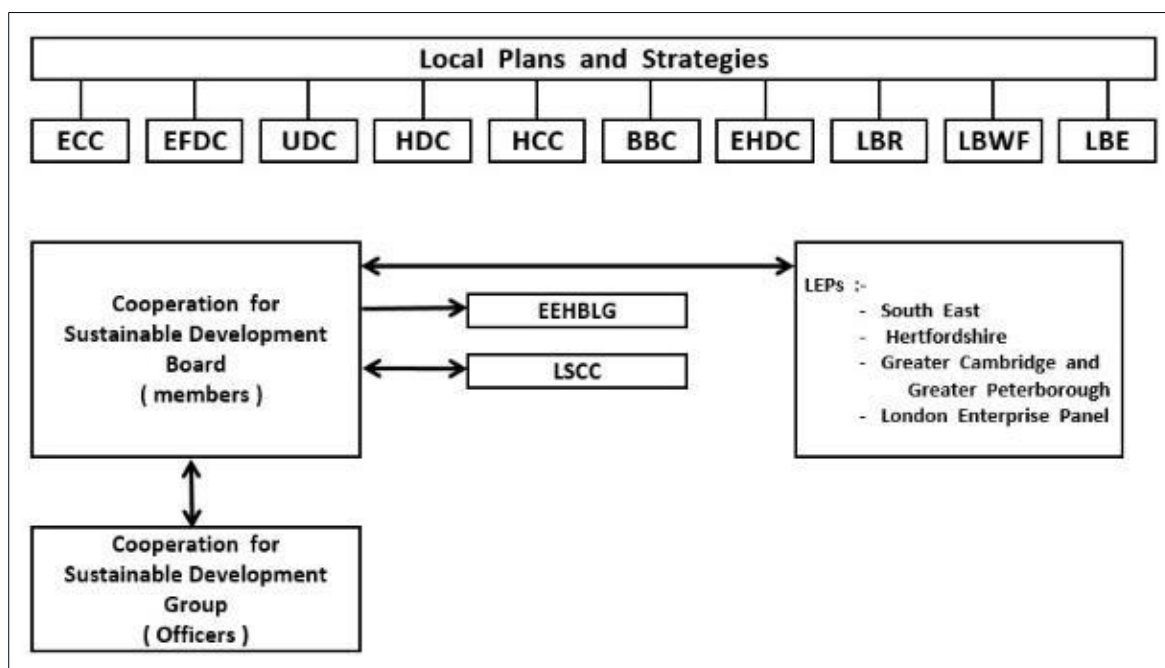 Local Plans and Strategies
ECC EFDC UDC HDC HCC BBC EHDC LBR LBWF LBE
Cooperation for
Sustainable Development
Board
( members )
EEHBLG
LSCC
LEPs :-
- South East
- Hertfordshire
- Greater Cambridge and
Greater Peterborough
- London Enterprise Panel
Cooperation for
Sustainable Development
Group
( Officers )